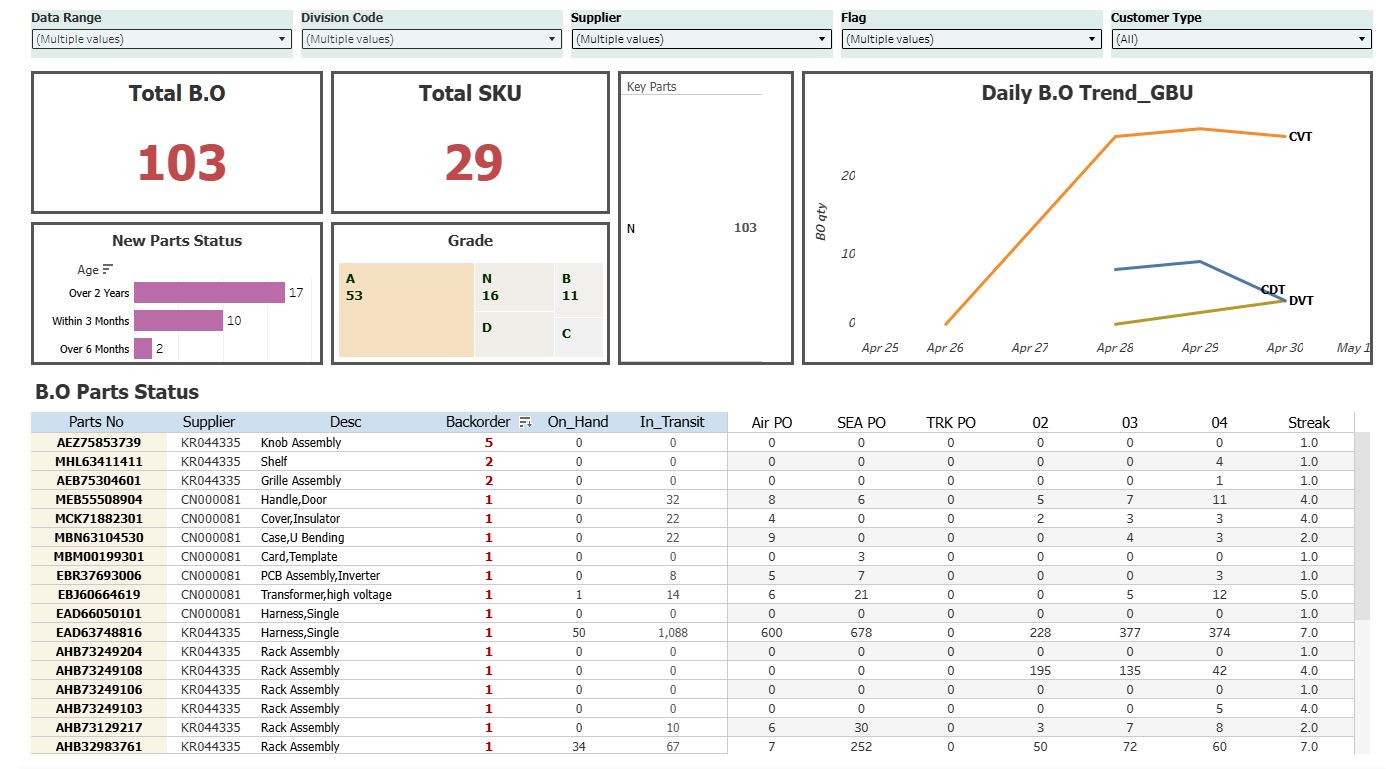 Data Range Division Code Supplier Flag Customer Type
(Multiple values) (Multiple values) (Multiple values) (Multiple values) (All)
Total B.O
103
Total SKU
29
Key Parts
N 103
Daily B.O Trend_GBU
BO qty
20
10
0
CVT
CDT
DVT
Apr 25 Apr 26 Apr 27 Apr 28 Apr 29 Apr 30 May 1
New Parts Status
Age
Over 2 Years 17
Within 3 Months 10
Over 6 Months 2
Grade
A
53
N
16
B
11
D
C
B.O Parts Status
Parts No Supplier Desc Backorder On_Hand In_Transit Air PO SEA PO TRK PO 02 03 04 Streak
AEZ75853739 KR044335 Knob Assembly 5 0 0 0 0 0 0 0 0 1.0
MHL63411411 KR044335 Shelf 2 0 0 0 0 0 0 0 4 1.0
AEB75304601 KR044335 Grille Assembly 2 0 0 0 0 0 0 0 1 1.0
MEB55508904 CN000081 Handle,Door 1 0 32 8 6 0 5 7 11 4.0
MCK71882301 CN000081 Cover,Insulator 1 0 22 4 0 0 2 3 3 4.0
MBN63104530 CN000081 Case,U Bending 1 0 22 9 0 0 0 4 3 2.0
MBM00199301 CN000081 Card,Template 1 0 0 0 3 0 0 0 0 1.0
EBR37693006 CN000081 PCB Assembly,Inverter 1 0 8 5 7 0 0 0 3 1.0
EBJ60664619 CN000081 Transformer,high voltage 1 1 14 6 21 0 0 5 12 5.0
EAD66050101 CN000081 Harness,Single 1 0 0 0 0 0 0 0 0 1.0
EAD63748816 KR044335 Harness,Single 1 50 1,088 600 678 0 228 377 374 7.0
AHB73249204 KR044335 Rack Assembly 1 0 0 0 0 0 0 0 0 1.0
AHB73249108 KR044335 Rack Assembly 1 0 0 0 0 0 195 135 42 4.0
AHB73249106 KR044335 Rack Assembly 1 0 0 0 0 0 0 0 0 1.0
AHB73249103 KR044335 Rack Assembly 1 0 0 0 0 0 0 0 5 4.0
AHB73129217 KR044335 Rack Assembly 1 0 10 6 30 0 3 7 8 2.0
AHB32983761 KR044335 Rack Assembly 1 34 67 7 252 0 50 72 60 7.0